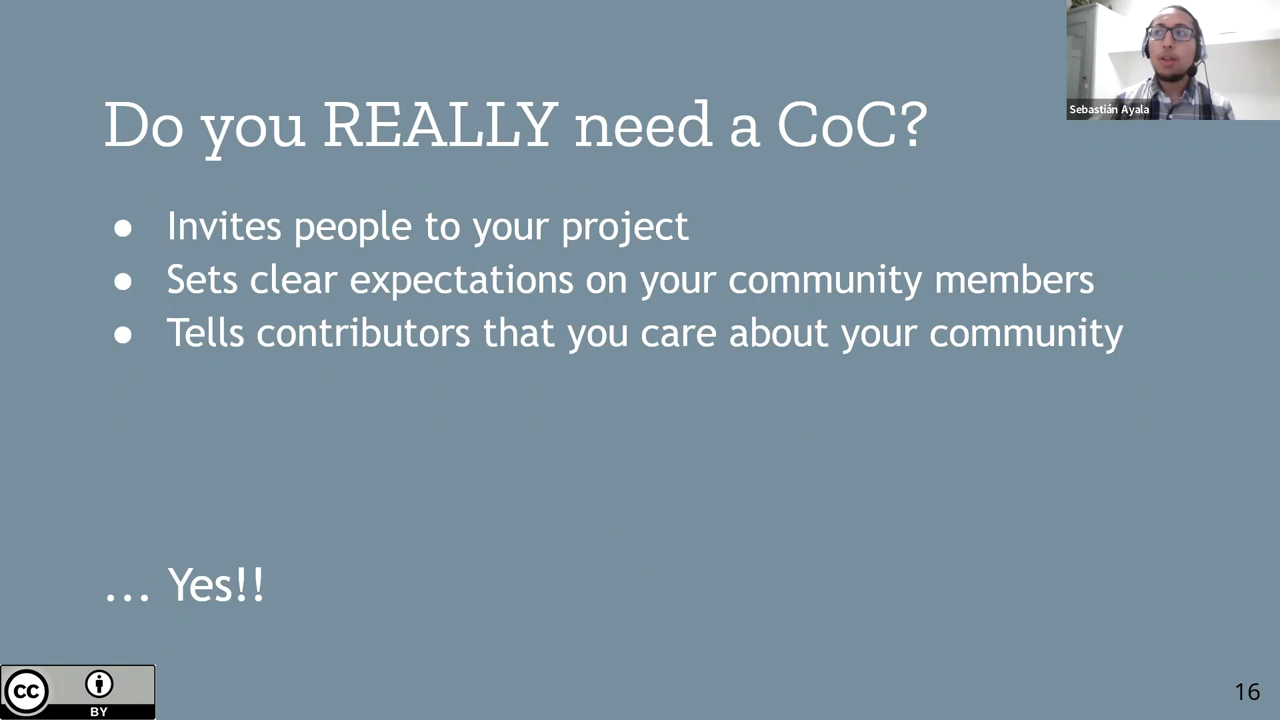 Do you REALLY need a CoC?
Sebastián Ayala
● Invites people to your project
● Sets clear expectations on your community members
● Tells contributors that you care about your community
... Yes!!
CC
BY
16